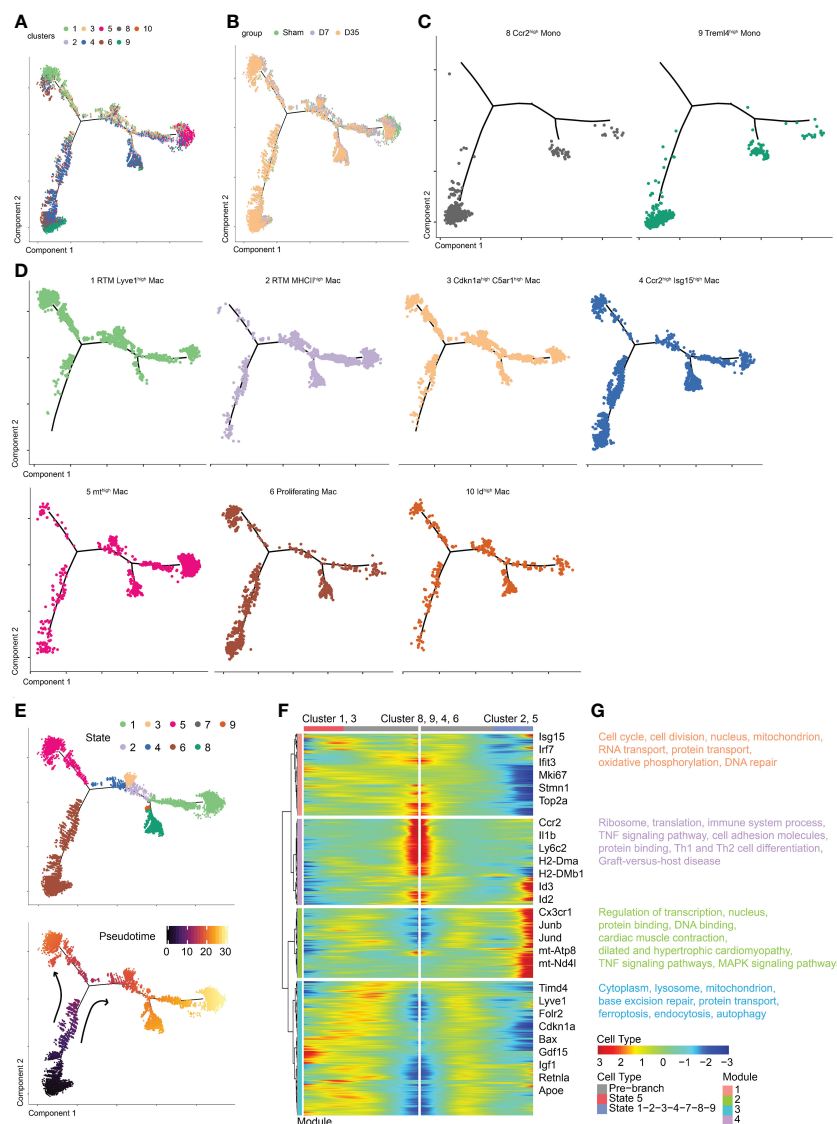 A
clusters
1 3 5 8 10
2 4 6 9
Component 2
Component 1
B
group Sham D7 D35
Component 2
Component 1
C
8 Ccr2high Mono
9 Treml4high Mono
Component 2
Component 1
D
1 RTM Lyve1high Mac
2 RTM MHCIIhigh Mac
3 Cdkn1ahigh C5ar1high Mac
4 Ccr2high Isg15high Mac
Component 2
Component 1
5 mthigh Mac
6 Proliferating Mac
10 Idhigh Mac
Component 2
Component 1
E
State
1 3 5 7 9
2 4 6 8
Component 2
Pseudotime
0 10 20 30
Component 1
F
Cluster 1, 3
Cluster 8, 9, 4, 6
Cluster 2, 5
Isg15
Irf7
Ifit3
Mki67
Stmn1
Top2a
Ccr2
Il1b
Ly6c2
H2-Dma
H2-DMb1
Id3
Id2
Cx3cr1
Junb
Jund
mt-Atp8
mt-Nd4l
Timd4
Lyve1
Folr2
Cdkn1a
Bax
Gdf15
Igf1
Retnla
Apoe
Module
G
Cell cycle, cell division, nucleus, mitochondrion,
RNA transport, protein transport,
oxidative phosphorylation, DNA repair
Ribosome, translation, immune system process,
TNF signaling pathway, cell adhesion molecules,
protein binding, Th1 and Th2 cell differentiation,
Graft-versus-host disease
Regulation of transcription, nucleus,
protein binding, DNA binding,
cardiac muscle contraction,
dilated and hypertrophic cardiomyopathy,
TNF signaling pathways, MAPK signaling pathway
Cytoplasm, lysosome, mitochondrion,
base excision repair, protein transport,
ferroptosis, endocytosis, autophagy
Cell Type
3 2 1 0 −1 −2 −3
Cell Type
Pre−branch
State 5
State 1−2−3−4−7−8−9
Module
1
2
3
4